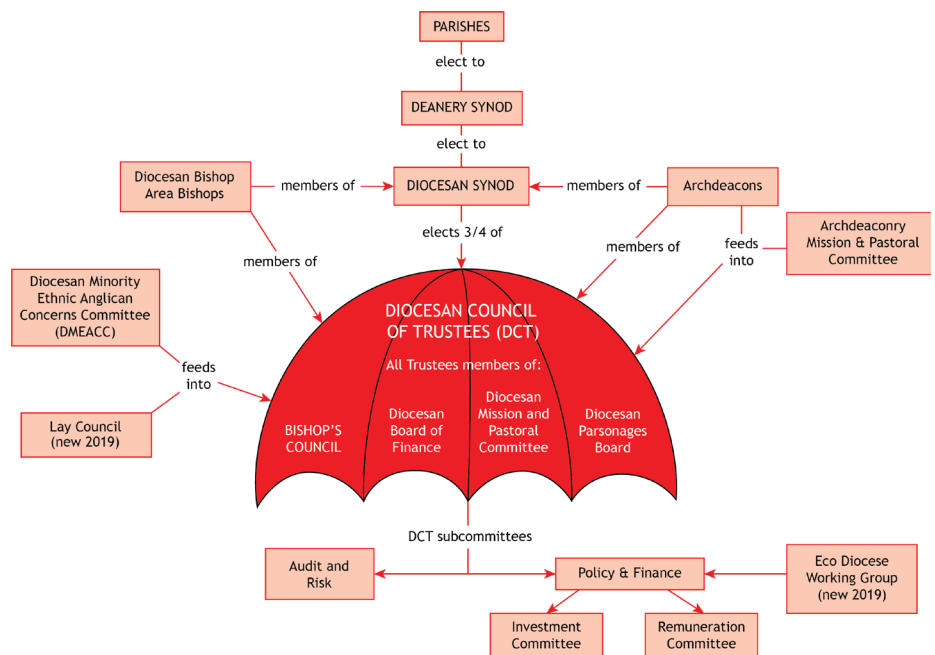 PARISHES
elect to
DEANERY SYNOD
elect to
Diocesan Bishop
Area Bishops
members of
DIOCESAN SYNOD
members of
Archdeacons
elects 3/4 of
members of
members of
feeds
into
Archdeaconry
Mission & Pastoral
Committee
Diocesan Minority
Ethnic Anglican
Concerns Committee
(DMEACC)
feeds
into
Lay Council
(new 2019)
DIOCESAN COUNCIL
OF TRUSTEES (DCT)
All Trustees members of:
BISHOP'S
COUNCIL
Diocesan
Board of
Finance
Diocesan
Mission and
Pastoral
Committee
Diocesan
Parsonages
Board
DCT subcommittees
Audit and
Risk
Policy & Finance
Eco Diocese
Working Group
(new 2019)
Investment
Committee
Remuneration
Committee